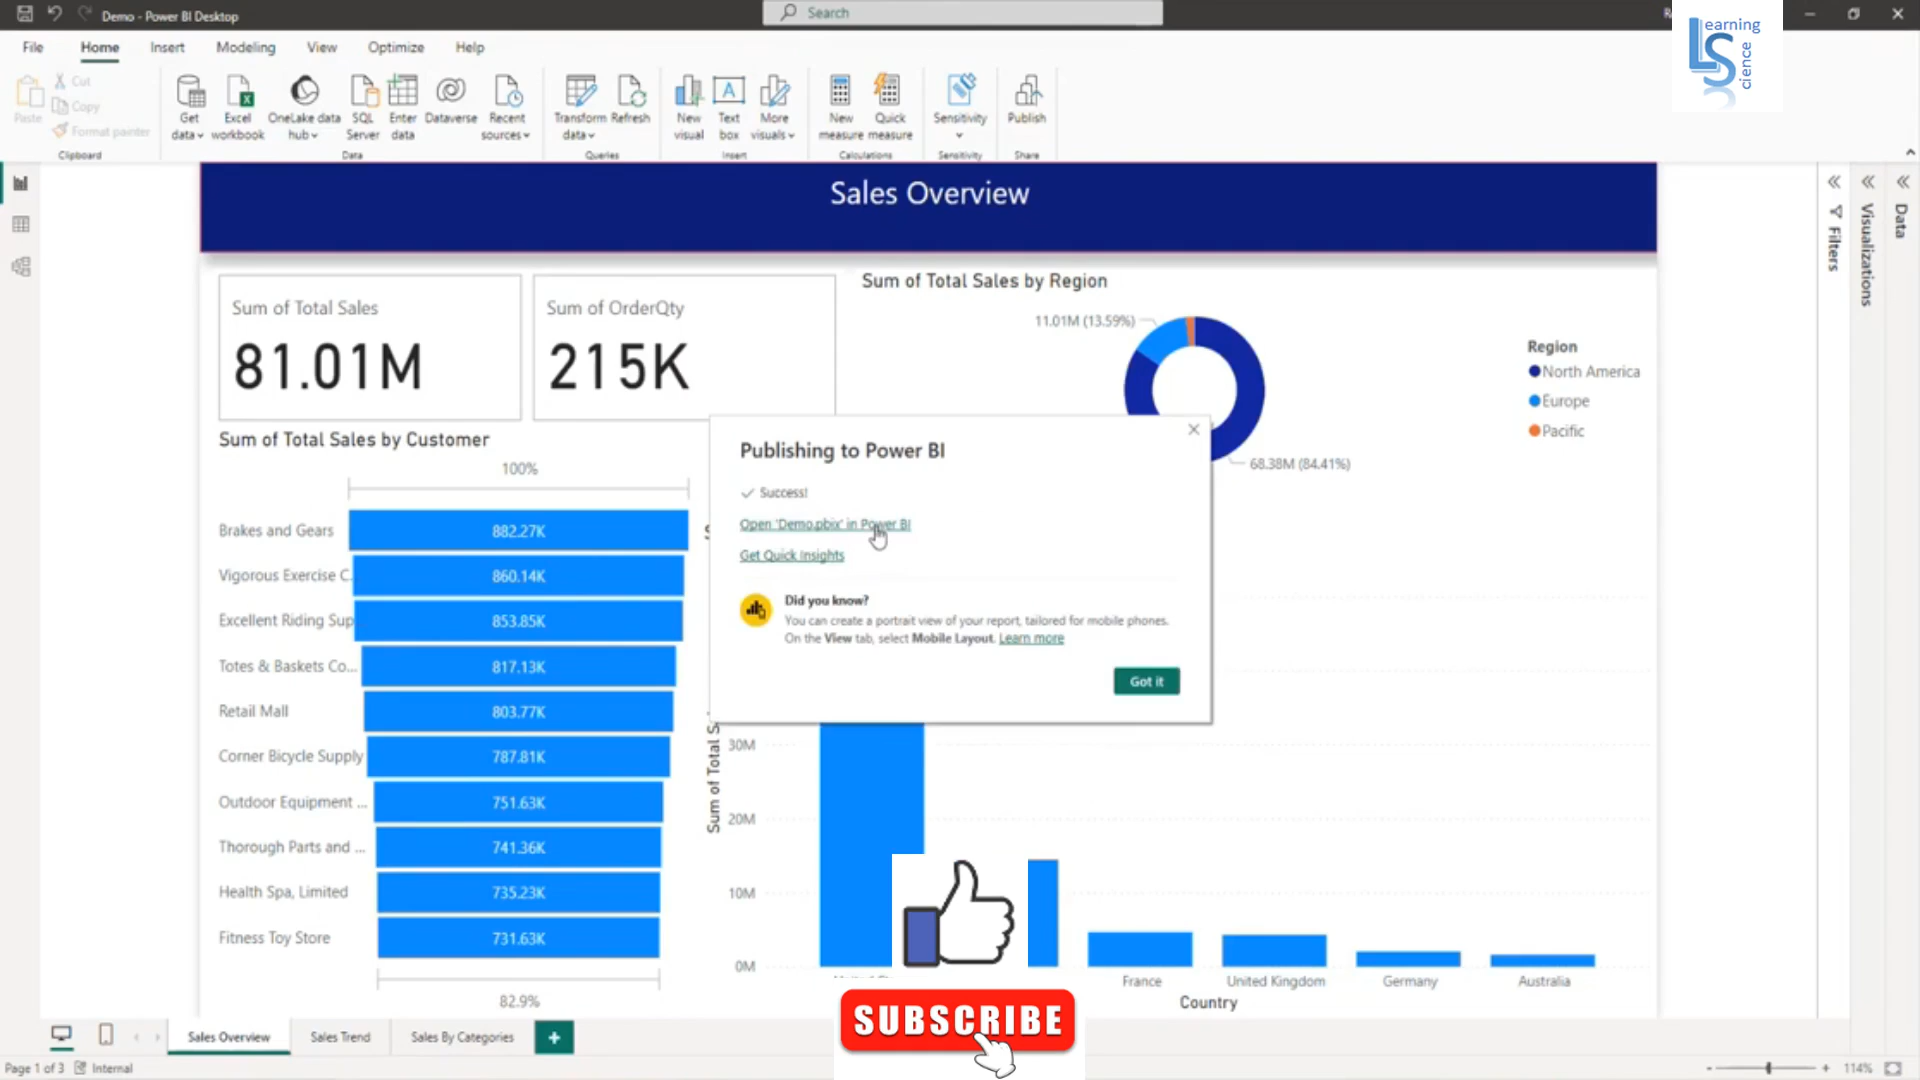 Demo - Power BI Desktop
Search
Learning
Science
File
Home
Insert
Modeling
View
Optimize
Help
Paste
Cut
Copy
Format painter
Clipboard
Get
data
Excel
workbook
OneLake data
hub
SQL
Server
Enter
data
Dataverse
Recent
sources
Data
Transform
data
Refresh
Queries
New
visual
Text
box
More
visuals
Insert
New
measure
Quick
measure
Calculations
Sensitivity
Sensitivity
Publish
Share
Sales Overview
Filters
Visualizations
Data
Sum of Total Sales
81.01M
Sum of OrderQty
215K
Sum of Total Sales by Region
11.01M (13.59%)
68.38M (84.41%)
Region
North America
Europe
Pacific
Sum of Total Sales by Customer
100%
Brakes and Gears
882.27K
Vigorous Exercise C...
860.14K
Excellent Riding Sup
853.85K
Totes & Baskets Co...
817.13K
Retail Mall
803.77K
Corner Bicycle Supply
787.81K
Outdoor Equipment ...
751.63K
Thorough Parts and ...
741.36K
Health Spa, Limited
735.23K
Fitness Toy Store
731.63K
82.9%
Publishing to Power BI
Success!
Open 'Demo.pbix' in Power BI
Get Quick Insights
Did you know?
You can create a portrait view of your report, tailored for mobile phones.
On the View tab, select Mobile Layout. Learn more
Got it
Sum of Total S
30M
20M
10M
0M
France
United Kingdom
Germany
Australia
Country
SUBSCRIBE
Sales Overview
Sales Trend
Sales By Categories
Page 1 of 3
Internal
114%